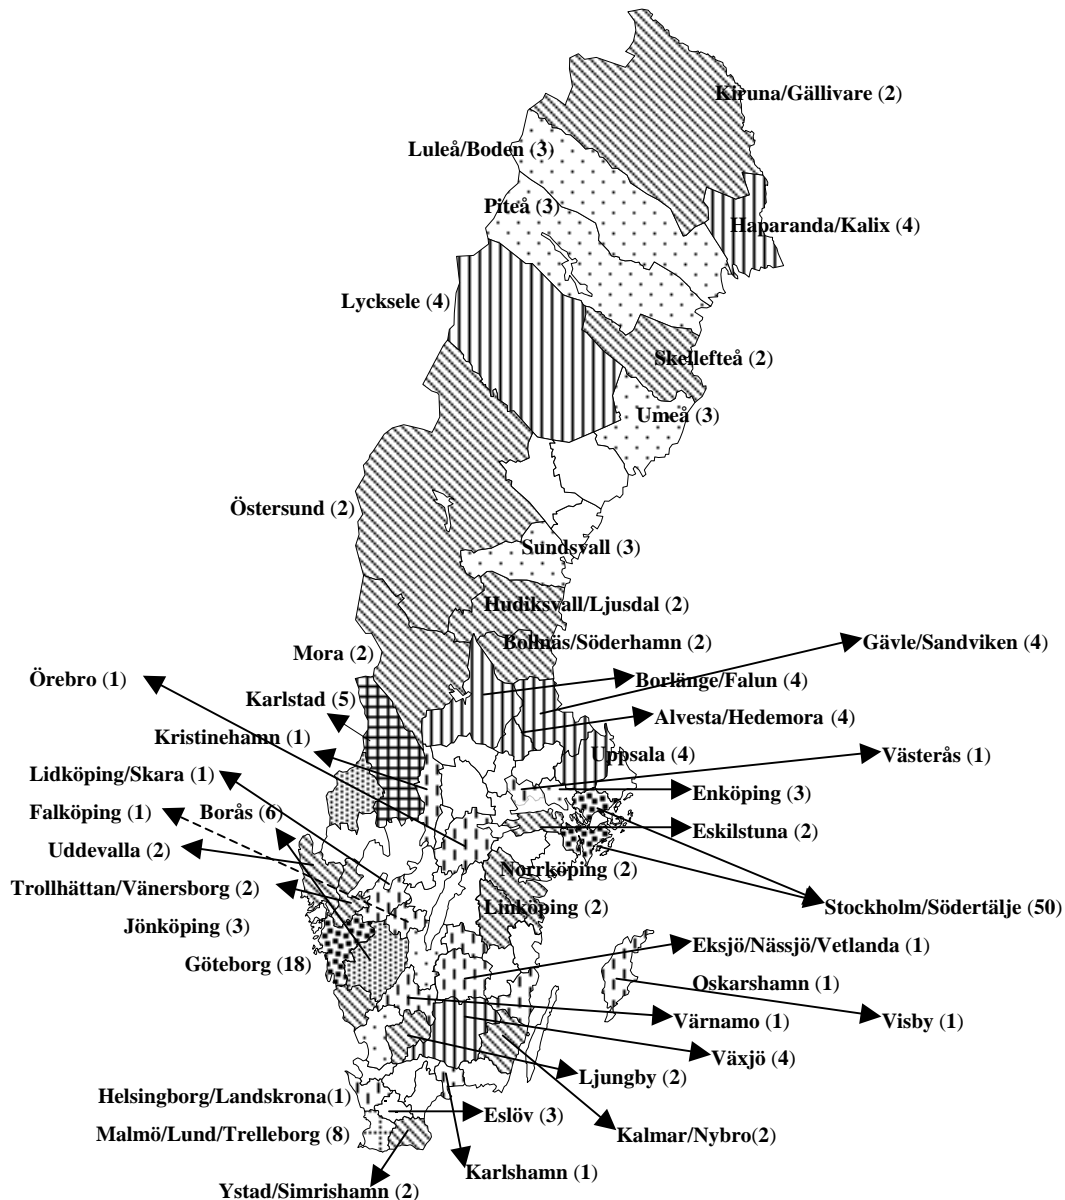 Kiruna/Gällivare (2)
Luleå/Boden (3)
Piteå (3)
Haparanda/Kalix (4)
Lycksele (4)
Skellefteå (2)
Umeå (3)
Östersund (2)
Sundsvall (3)
Hudiksvall/Ljusdal (2)
Bollnäs/Söderhamn (2)
Gävle/Sandviken (4)
Mora (2)
Örebro (1)
Borlänge/Falun (4)
Karlstad (5)
Alvesta/Hedemora (4)
Kristinehamn (1)
Uppsala (4)
Västerås (1)
Lidköping/Skara (1)
Enköping (3)
Falköping (1)
Borås (6)
Eskilstuna (2)
Uddevalla (2)
Norrköping (2)
Trollhättan/Vänersborg (2)
Linköping (2)
Stockholm/Södertälje (50)
Jönköping (3)
Eksjö/Nässjö/Vetlanda (1)
Göteborg (18)
Oskarshamn (1)
Värnamo (1)
Visby (1)
Växjö (4)
Ljungby (2)
Helsingborg/Landskrona(1)
Eslöv (3)
Malmö/Lund/Trelleborg (8)
Kalmar/Nybro(2)
Karlshamn (1)
Ystad/Simrishamn (2)